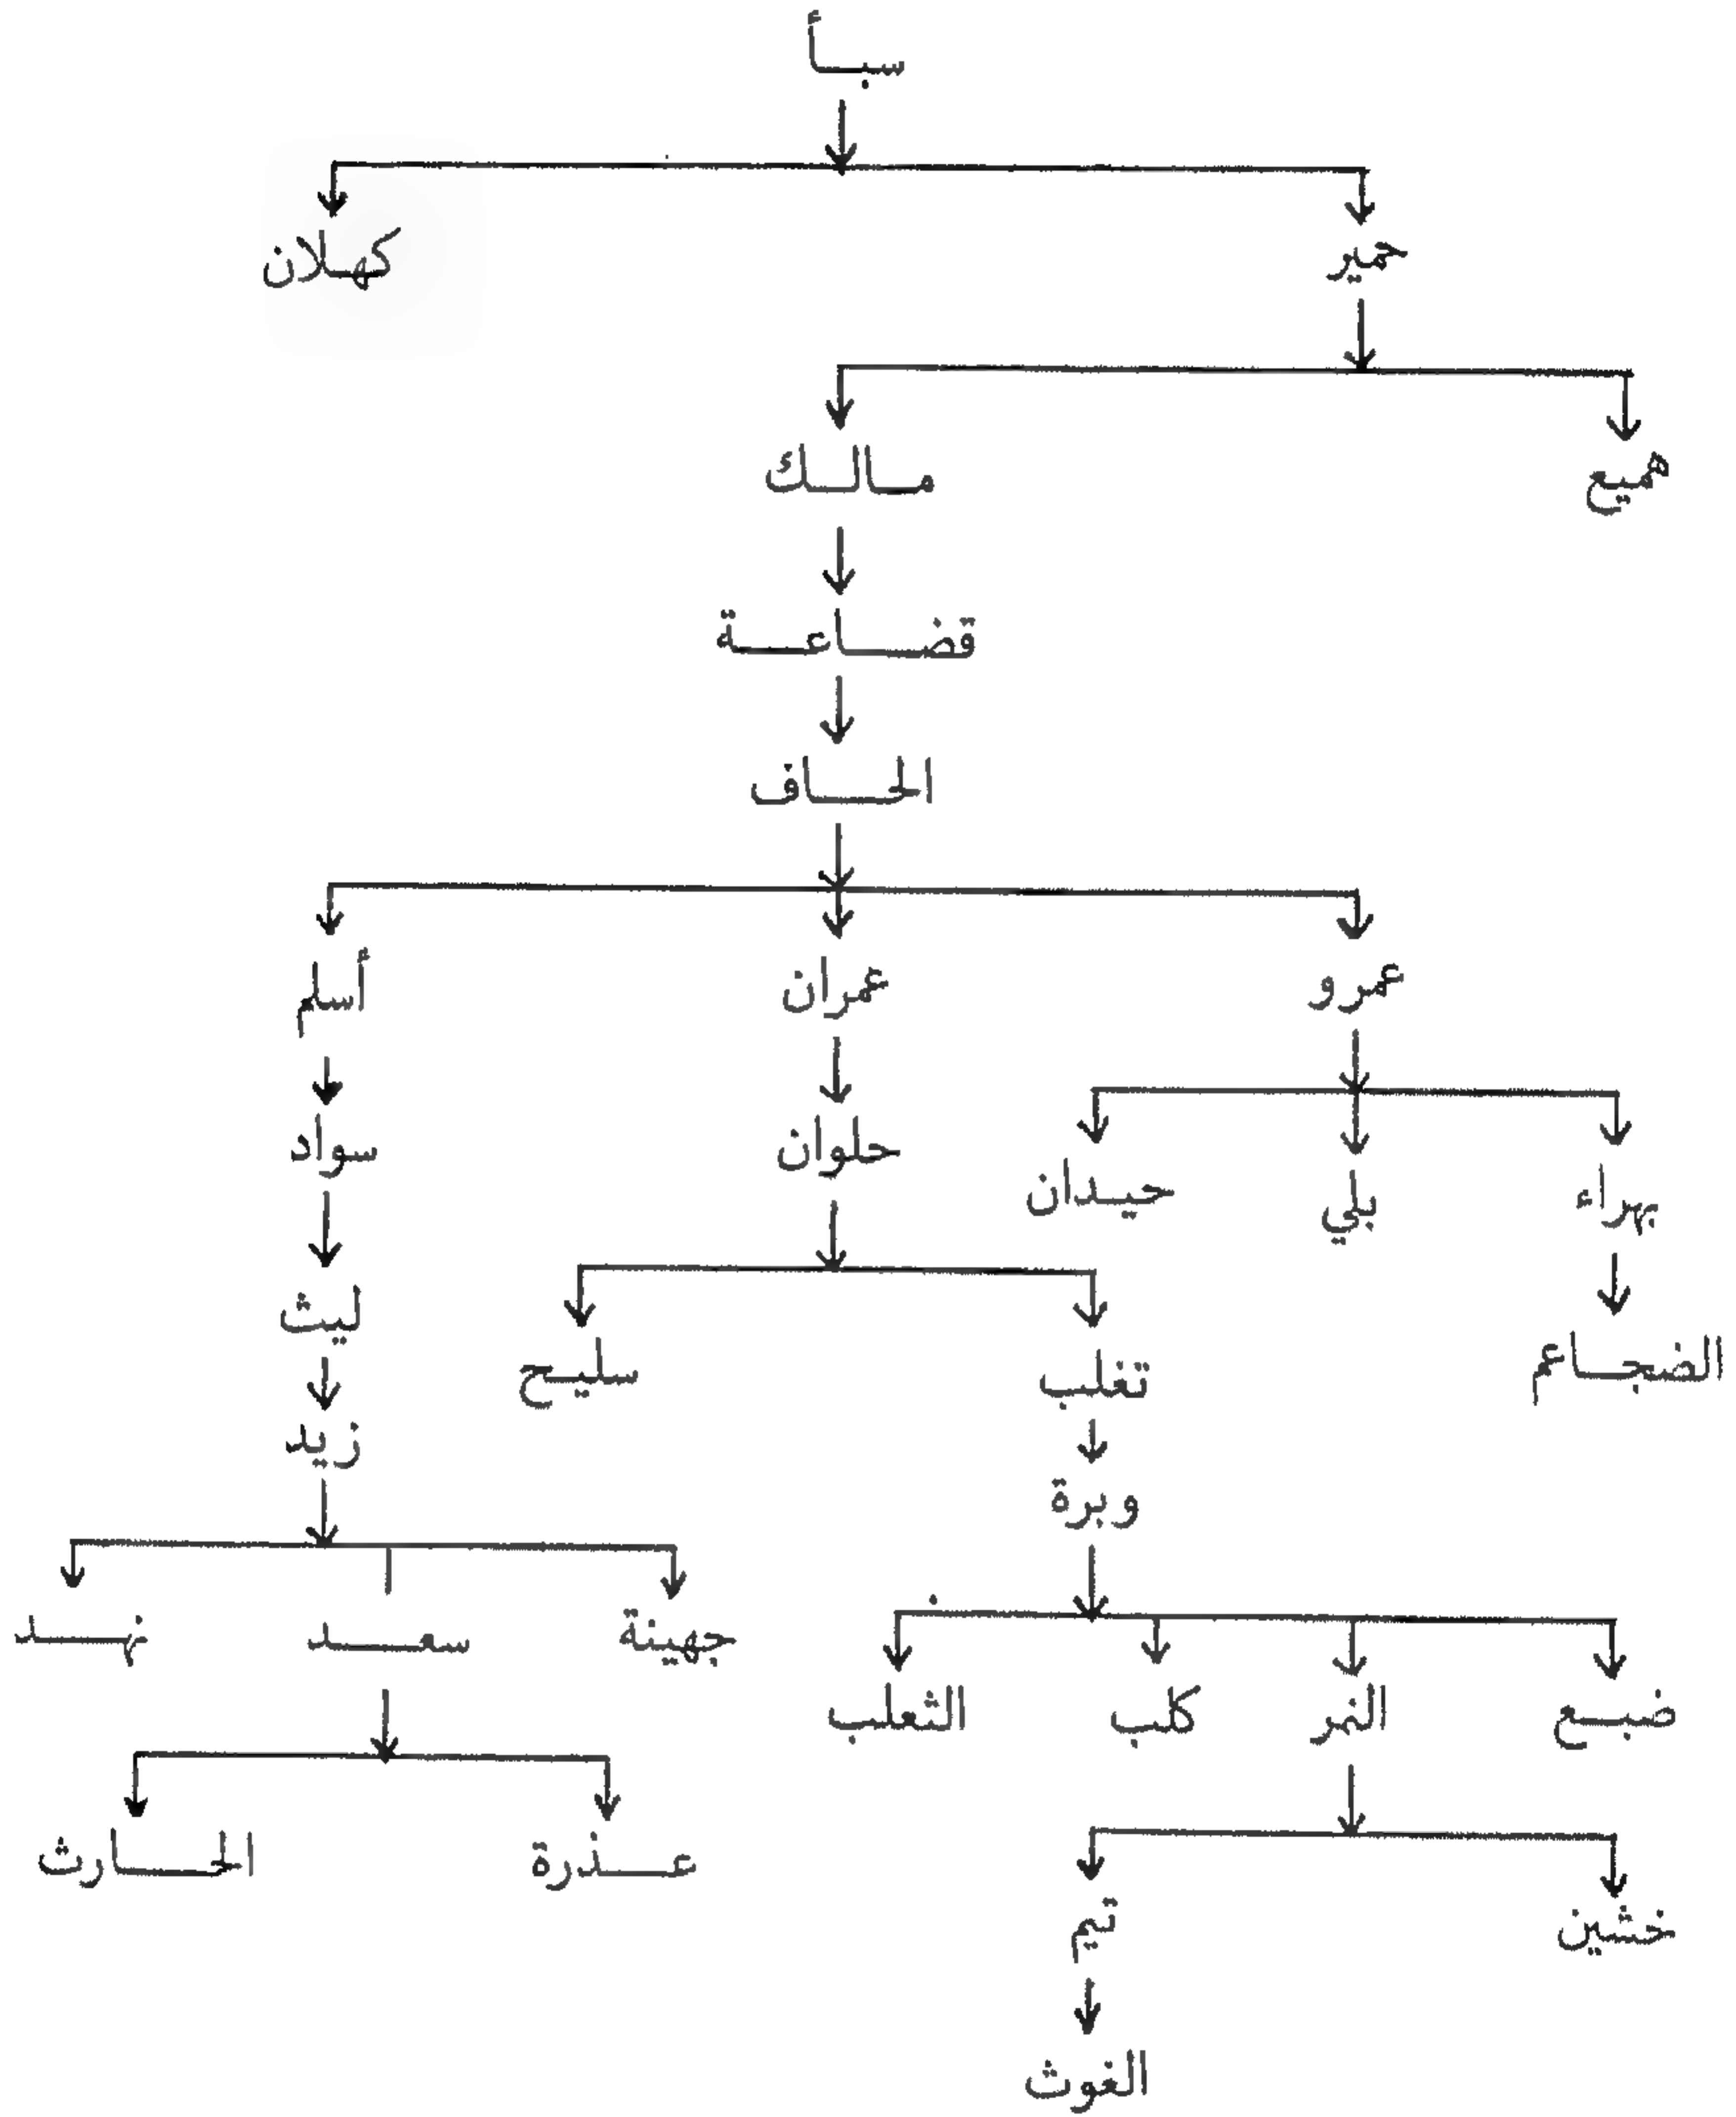 سبأ
حمير كهلان
هميع مالك
قضاعة
الحاف
عمرو عمران أسلم
بهراء بلي حيدان حلوان سواد
الضجاعم تغلب سليح ليث
وبرة زيد
جهينة سعد نهد
ضبع النمر كلب الثعلب
عذرة الحارث
خشين تيم
الغوث